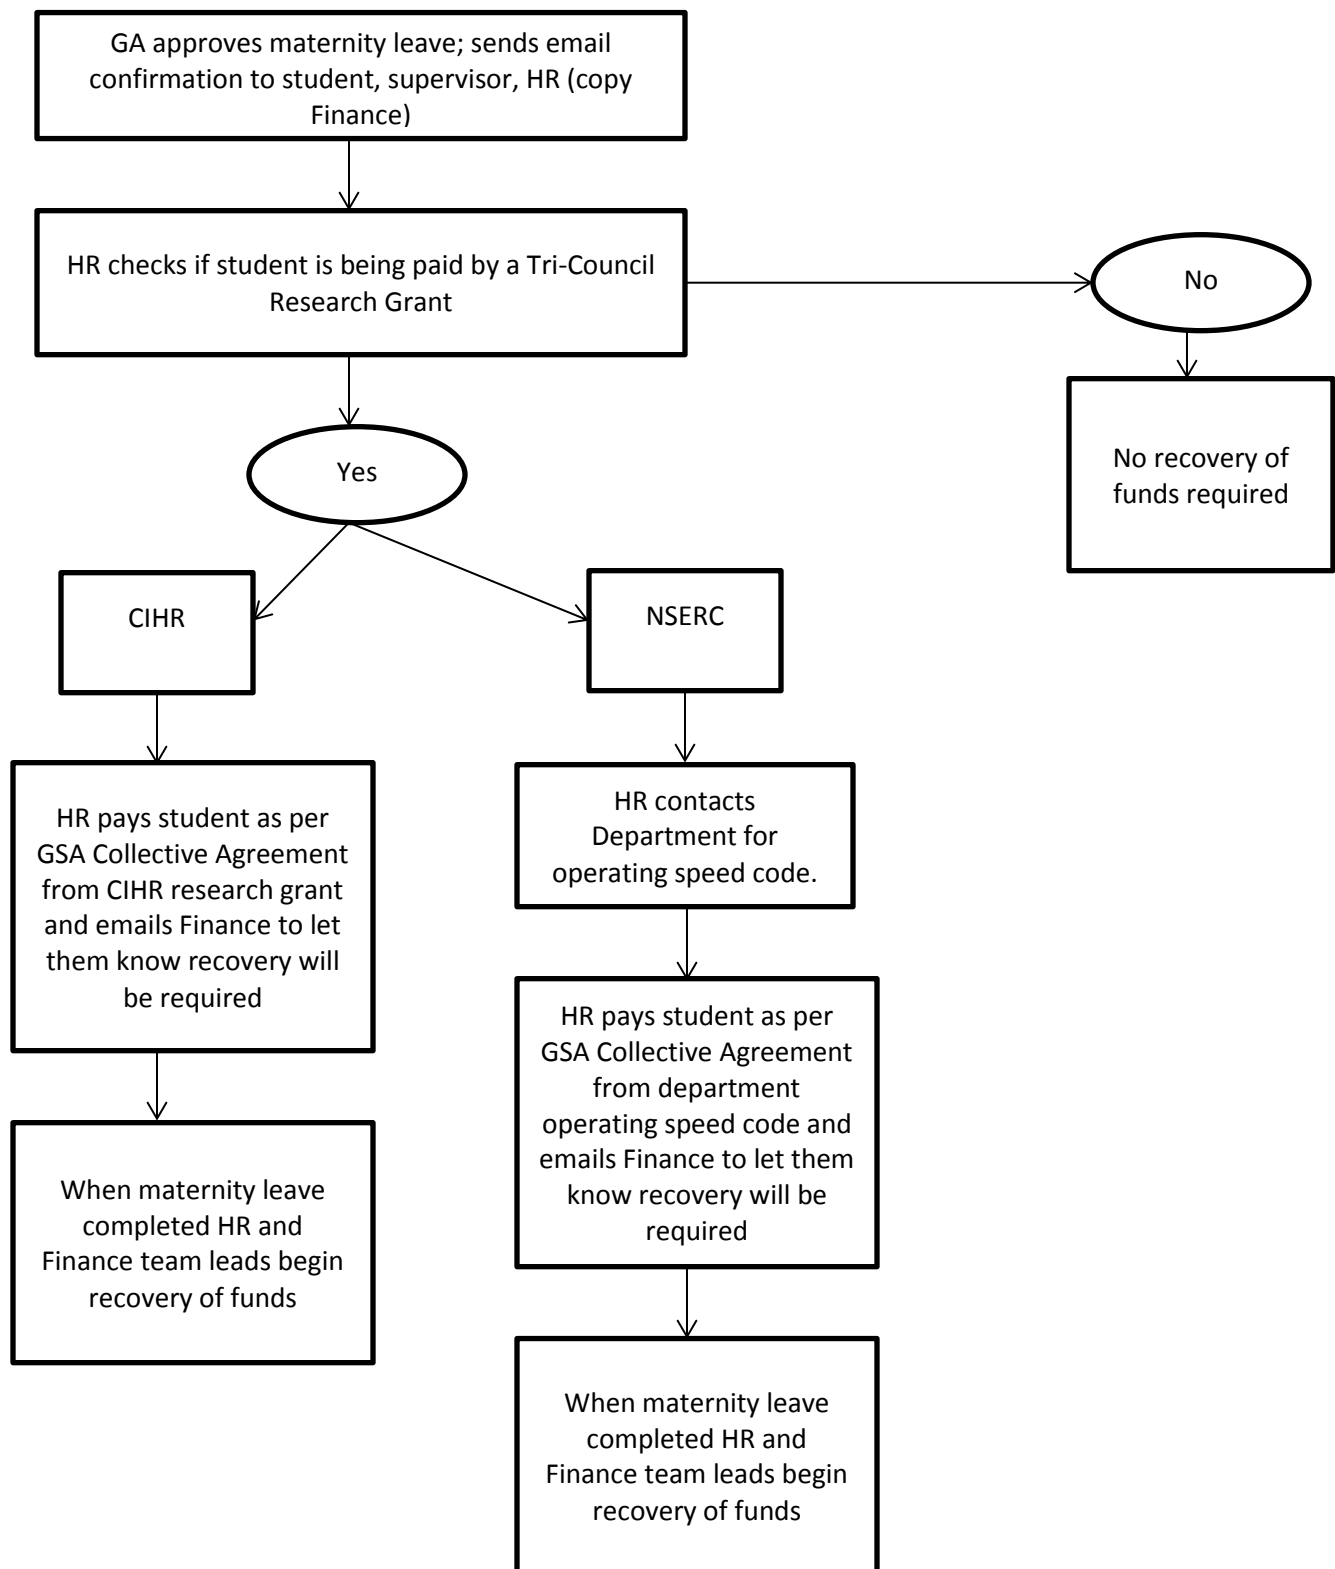 GA approves maternity leave; sends email
confirmation to student, supervisor, HR (copy
Finance)
HR checks if student is being paid by a Tri-Council
Research Grant
No
No recovery of
funds required
Yes
CIHR
NSERC
HR pays student as per
GSA Collective Agreement
from CIHR research grant
and emails Finance to let
them know recovery will
be required
HR contacts
Department for
operating speed code.
HR pays student as per
GSA Collective Agreement
from department
operating speed code and
emails Finance to let them
know recovery will be
required
When maternity leave
completed HR and
Finance team leads begin
recovery of funds
When maternity leave
completed HR and
Finance team leads begin
recovery of funds